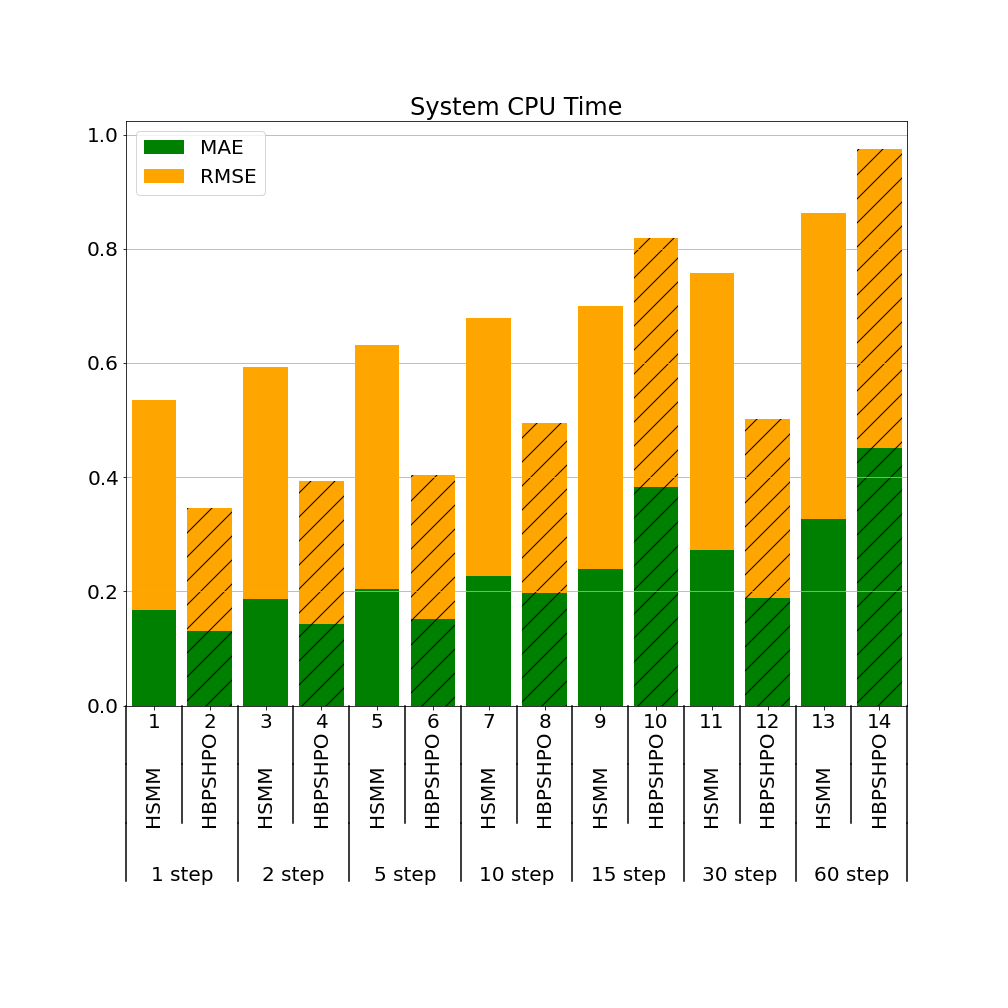 System CPU Time
MAE
RMSE
1.0
0.8
0.6
0.4
0.2
0.0
1 2 3 4 5 6 7 8 9 10 11 12 13 14
HSMM HBPSHPO HSMM HBPSHPO HSMM HBPSHPO HSMM HBPSHPO HSMM HBPSHPO HSMM HBPSHPO HSMM HBPSHPO
1 step 2 step 5 step 10 step 15 step 30 step 60 step